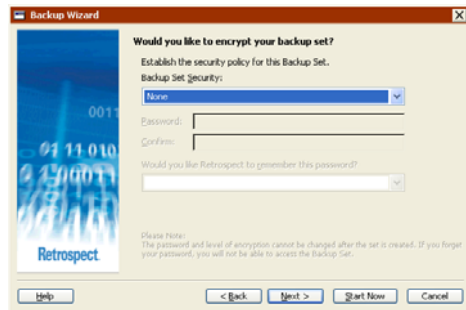 Backup Wizard
Would you like to encrypt your backup set?
Establish the security policy for this Backup Set.
Backup Set Security:
None
Password:
Confirm:
Would you like Retrospect to remember this password?
Please Note:
The password and level of encryption cannot be changed after the set is created. If you forget
your password, you will not be able to access the Backup Set.
0011
01 11 010
Retrospect
Help
< Back
Next >
Start Now
Cancel